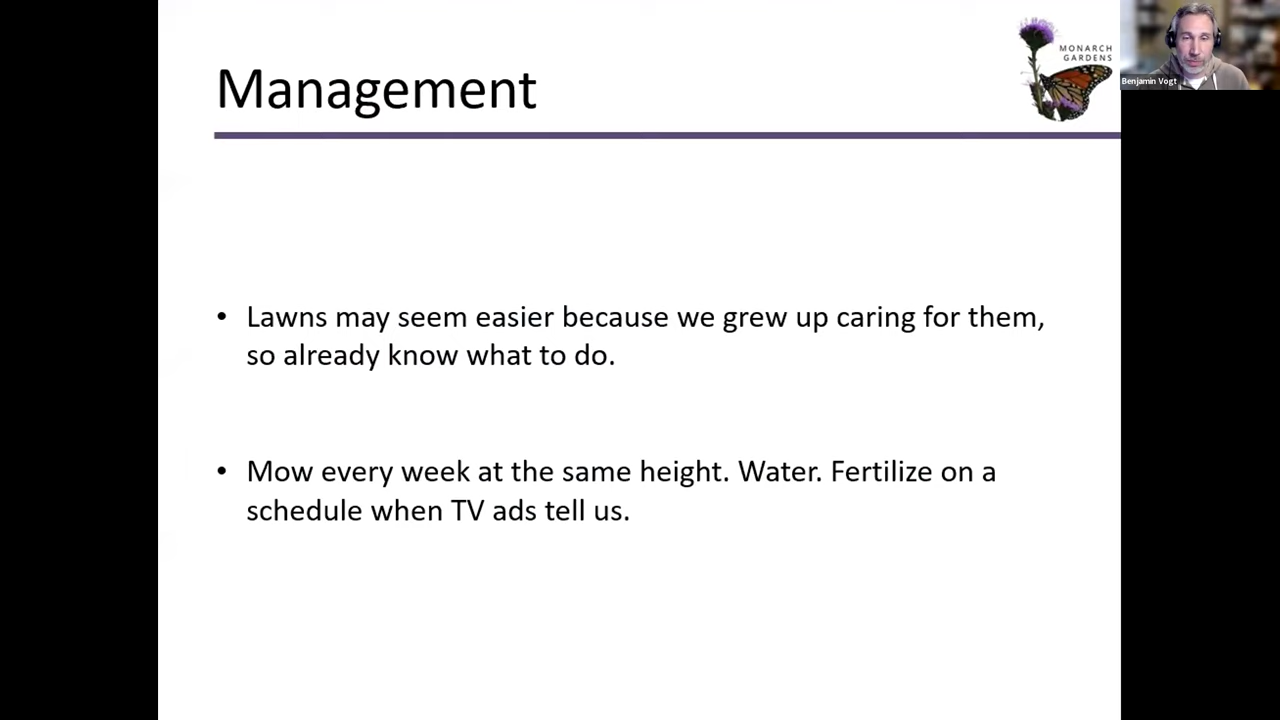 Management
MONARCH
GARDENS
Benjamin Vogt
• Lawns may seem easier because we grew up caring for them,
so already know what to do.
• Mow every week at the same height. Water. Fertilize on a
schedule when TV ads tell us.